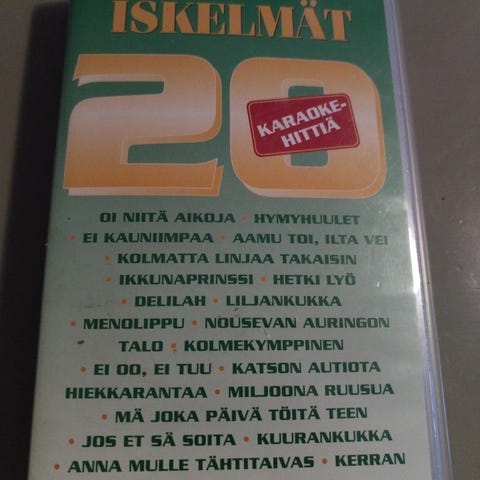 ISKELMÄT
20
KARAOKE-
HITTIÄ
OI NIITÄ AIKOJA • HYMYHUULET
• EI KAUNIIMPAA • AAMU TOI, ILTA VEI
• KOLMATTA LINJAA TAKAISIN
• IKKUNAPRINSSI • HETKI LYÖ
• DELILAH • LILJANKUKKA
• MENOLIPPU • NOUSEVAN AURINGON
TALO • KOLMEKYMPPINEN
• EI OO, EI TUU • KATSON AUTIOTA
HIEKKARANTAA • MILJOONA RUUSUA
• MÄ JOKA PÄIVÄ TÖITÄ TEEN
• JOS ET SÄ SOITA • KUURANKUKKA
• ANNA MULLE TÄHTITAIVAS • KERRAN